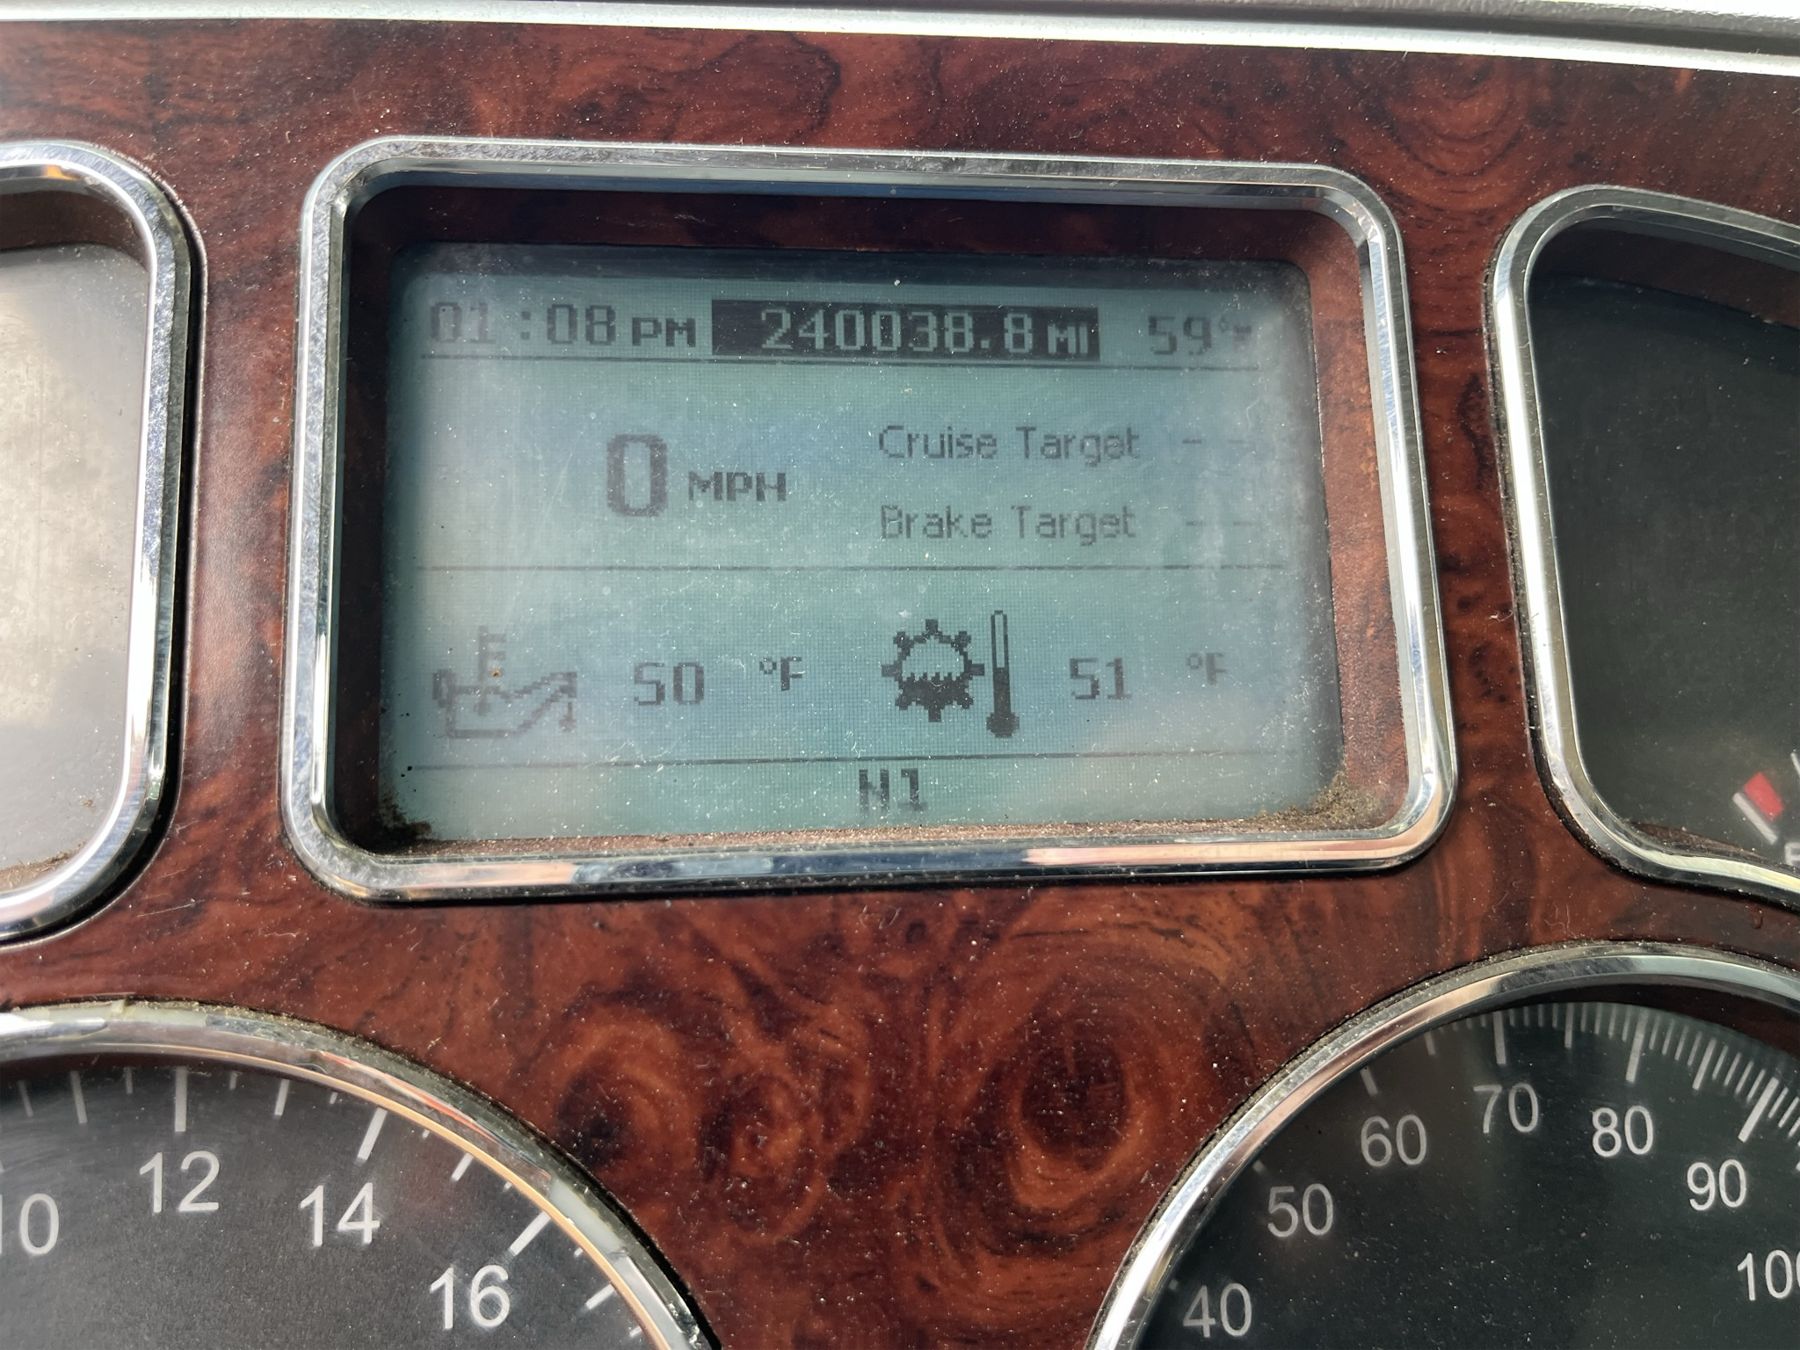 01:08 PM 240038.8 MI 59°F
0 MPH
Cruise Target - -
Brake Target - -
50 °F 51 °F
N1
10 12 14 16
40 50 60 70 80 90 100